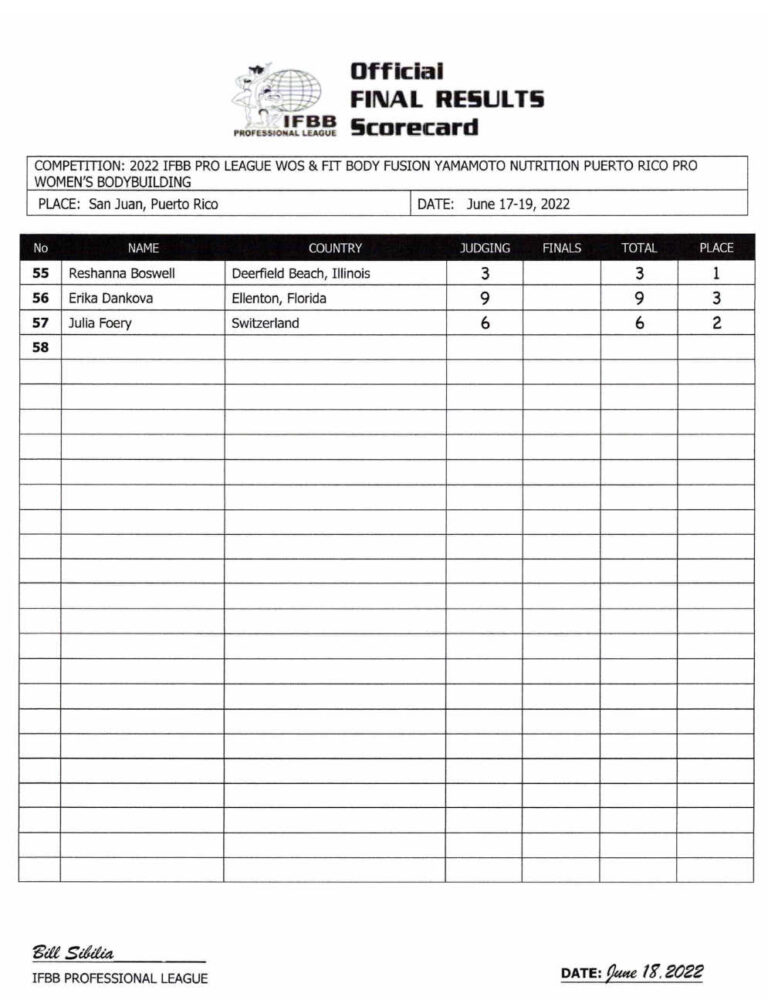 Official
FINAL RESULTS
IFBB
PROFESSIONAL LEAGUE
Scorecard
COMPETITION: 2022 IFBB PRO LEAGUE WOS & FIT BODY FUSION YAMAMOTO NUTRITION PUERTO RICO PRO
WOMEN'S BODYBUILDING
PLACE: San Juan, Puerto Rico DATE: June 17-19, 2022
No NAME COUNTRY JUDGING FINALS TOTAL PLACE
55 Reshanna Boswell Deerfield Beach, Illinois 3 3 1
56 Erika Dankova Ellenton, Florida 9 9 3
57 Julia Foery Switzerland 6 6 2
58
Bill Sibilia
IFBB PROFESSIONAL LEAGUE
DATE: June 18, 2022